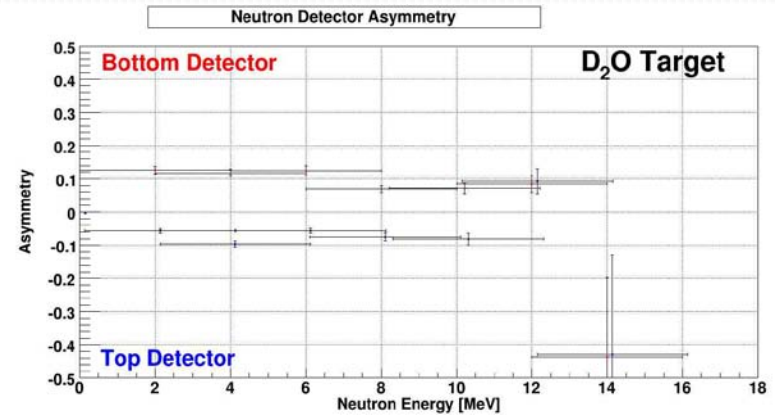 Neutron Detector Asymmetry
Bottom Detector
D₂O Target
Asymmetry
0.5
0.4
0.3
0.2
0.1
0
-0.1
-0.2
-0.3
-0.4
-0.5
Top Detector
0 2 4 6 8 10 12 14 16 18
Neutron Energy [MeV]